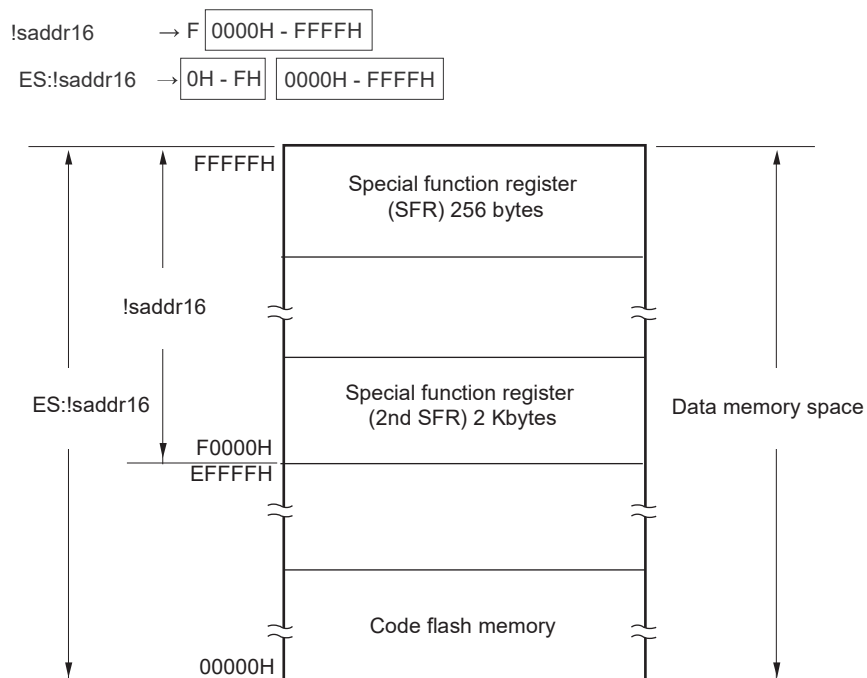 !saddr16 → F 0000H - FFFFH
ES:!saddr16 → 0H - FH 0000H - FFFFH
FFFFFH
Special function register
(SFR) 256 bytes
!saddr16
ES:!saddr16
Special function register
(2nd SFR) 2 Kbytes
Data memory space
F0000H
EFFFFH
Code flash memory
00000H